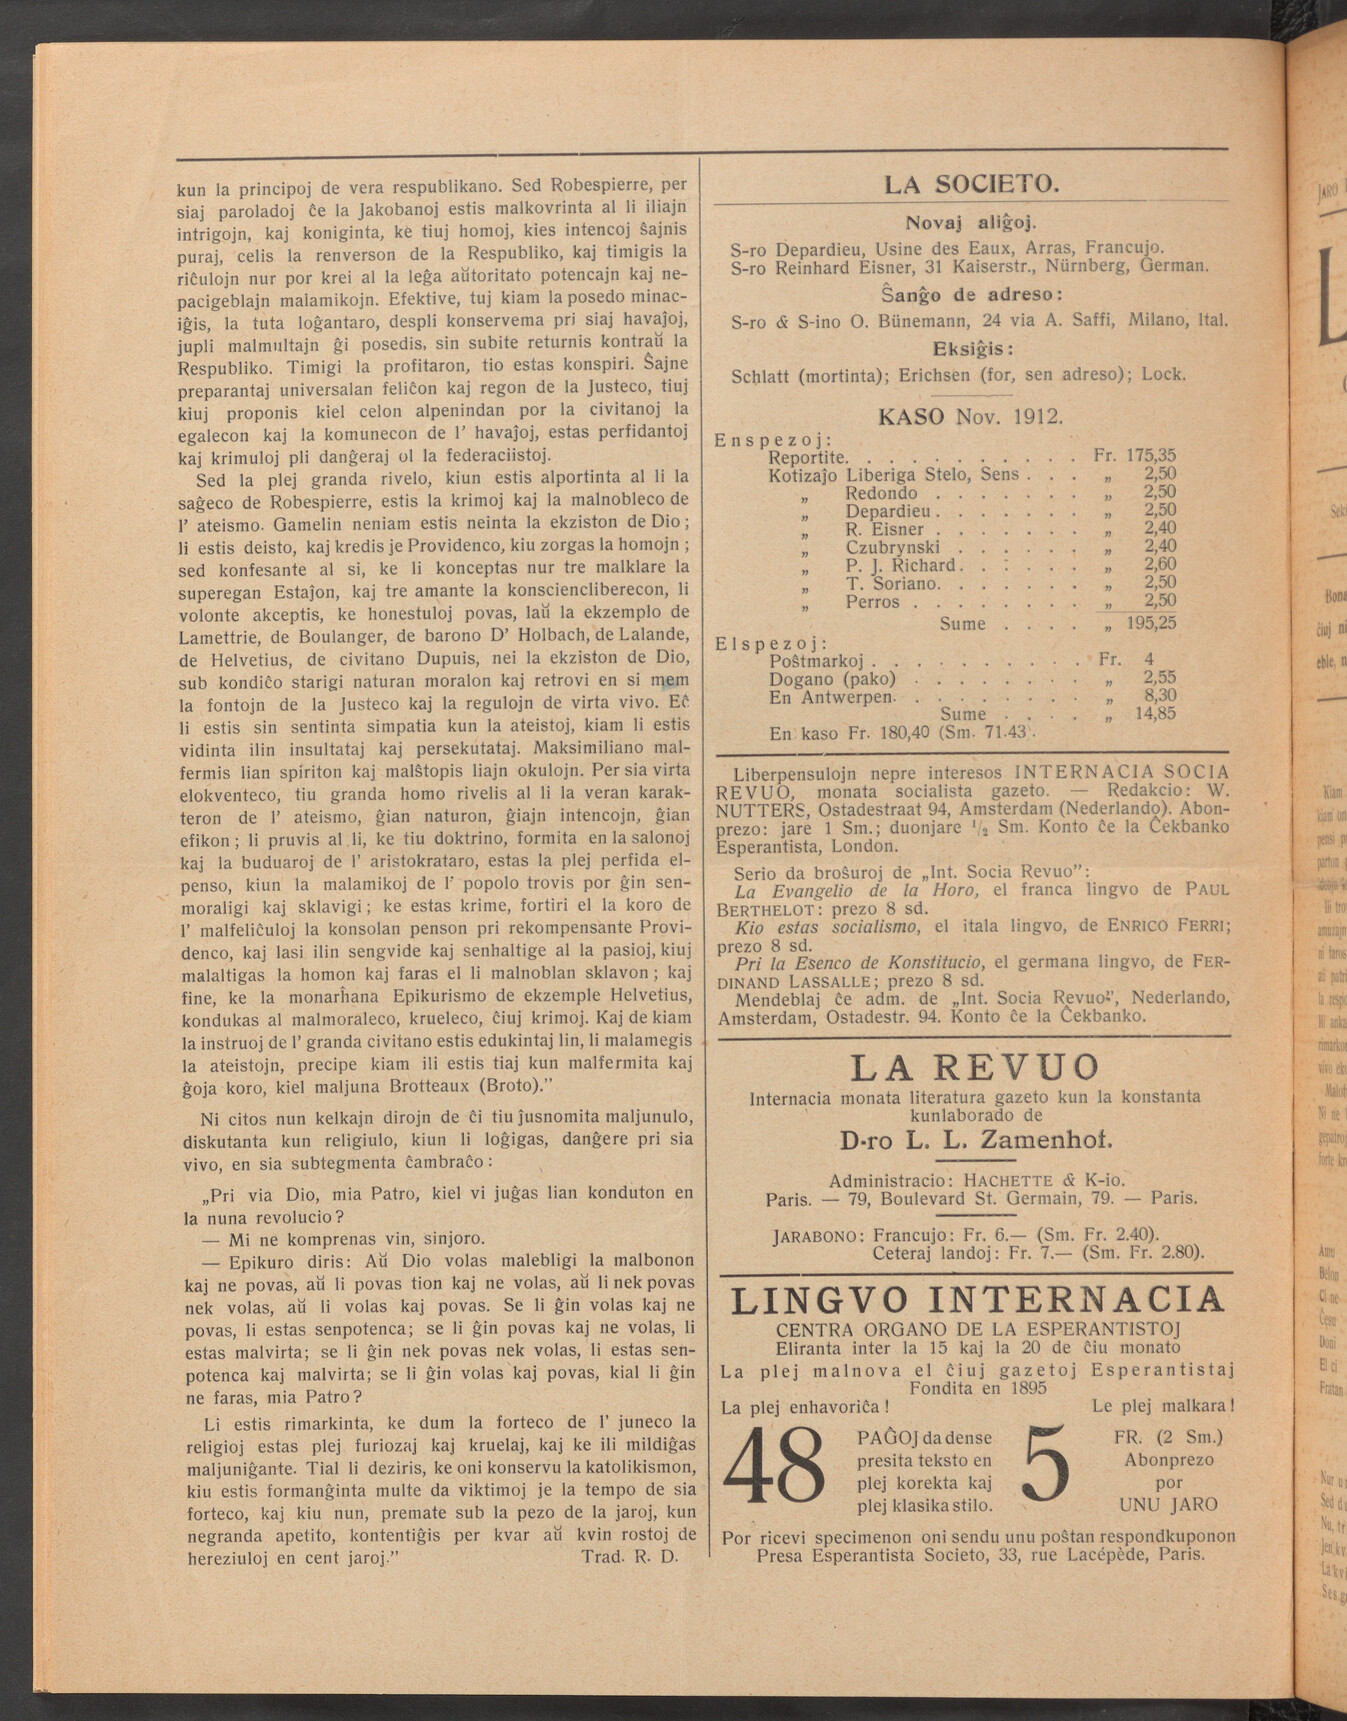 kun la principoj de vera respublikano. Sed Robespierre, per
siaj paroladoj ĉe la Jakobanoj estis malkovrinta al li iliajn
intrigojn, kaj koniginta, ke tiuj homoj, kies intencoj ŝajnis
puraj, celis la renverson de la Respubliko, kaj timigis la
riĉulojn nur por krei al la leĝa aŭtoritato potencajn kaj ne-
pacigeblajn malamikojn. Efektive, tuj kiam la posedo minac-
iĝis, la tuta loĝantaro, despli konservema pri siaj havaĵoj,
jupli malmultajn ĝi posedis, sin subite returnis kontraŭ la
Respubliko. Timigi la profitaron, tio estas konspiri. Ŝajne
preparantaj universalan feliĉon kaj regon de la Justeco, tiuj
kiuj proponis kiel celon alpenindan por la civitanoj la
egalecon kaj la komunecon de l' havaĵoj, estas perfidantoj
kaj krimuloj pli danĝeraj ol la federaciistoj.
Sed la plej granda rivelo, kiun estis alportinta al li la
saĝeco de Robespierre, estis la krimoj kaj la malnobleco de
l' ateismo. Gamelin neniam estis neinta la ekziston de Dio;
li estis deisto, kaj kredis je Providenco, kiu zorgas la homojn;
sed konfesante al si, ke li konceptas nur tre malklare la
superegan Estaĵon, kaj tre amante la konsciencliberecon, li
volonte akceptis, ke honestuloj povas, laŭ la ekzemplo de
Lamettrie, de Boulanger, de barono D' Holbach, de Lalande,
de Helvetius, de civitano Dupuis, nei la ekziston de Dio,
sub kondiĉo starigi naturan moralon kaj retrovi en si mem
la fontojn de la Justeco kaj la regulojn de virta vivo. Eĉ
li estis sin sentinta simpatia kun la ateistoj, kiam li estis
vidinta ilin insultataj kaj persekutataj. Maksimiliano mal-
fermis lian spiriton kaj malŝtopis liajn okulojn. Per sia virta
elokventeco, tiu granda homo rivelis al li la veran karak-
teron de l' ateismo, ĝian naturon, ĝiajn intencojn, ĝian
efikon; li pruvis al li, ke tiu doktrino, formita en la salonoj
kaj la buduaroj de l' aristokrataro, estas la plej perfida el-
penso, kiun la malamikoj de l' popolo trovis por ĝin sen-
moraligi kaj sklavigi; ke estas krime, fortiri el la koro de
l' malfeliĉuloj la konsolan penson pri rekompensante Provi-
denco, kaj lasi ilin sengvide kaj senhaltige al la pasioj, kiuj
malaltigas la homon kaj faras el li malnoblan sklavon; kaj
fine, ke la monarĥana Epikurismo de ekzemple Helvetius,
kondukas al malmoraleco, krueleco, ĉiuj krimoj. Kaj de kiam
la instruoj de l' granda civitano estis edukintaj lin, li malamegis
la ateistojn, precipe kiam ili estis tiaj kun malfermita kaj
ĝoja koro, kiel maljuna Brotteaux (Broto)."
Ni citos nun kelkajn dirojn de ĉi tiu ĵusnomita maljunulo,
diskutanta kun religiulo, kiun li loĝigas, danĝere pri sia
vivo, en sia subtegmenta ĉambraĉo:
„Pri via Dio, mia Patro, kiel vi juĝas lian konduton en
la nuna revolucio?
— Mi ne komprenas vin, sinjoro.
— Epikuro diris: Aŭ Dio volas malebligi la malbonon
kaj ne povas, aŭ li povas tion kaj ne volas, aŭ li nek povas
nek volas, aŭ li volas kaj povas. Se li ĝin volas kaj ne
povas, li estas senpotenca; se li ĝin povas kaj ne volas, li
estas malvirta; se li ĝin nek povas nek volas, li estas sen-
potenca kaj malvirta; se li ĝin volas kaj povas, kial li ĝin
ne faras, mia Patro?
Li estis rimarkinta, ke dum la forteco de l' juneco la
religioj estas plej furiozaj kaj kruelaj, kaj ke ili mildiĝas
maljuniĝante. Tial li deziris, ke oni konservu la katolikismon,
kiu estis formanĝinta multe da viktimoj je la tempo de sia
forteco, kaj kiu nun, premate sub la pezo de la jaroj, kun
negranda apetito, kontentiĝis per kvar aŭ kvin rostoj de
hereziuloj en cent jaroj." Trad. R. D.
LA SOCIETO.
Novaj aliĝoj.
S-ro Depardieu, Usine des Eaux, Arras, Francujo.
S-ro Reinhard Eisner, 31 Kaiserstr., Nürnberg, German.
Ŝanĝo de adreso:
S-ro & S-ino O. Bünemann, 24 via A. Saffi, Milano, Ital.
Eksiĝis:
Schlatt (mortinta); Erichsen (for, sen adreso); Lock.
KASO Nov. 1912.
Enspezoj:
Reportite. . . . . . . . . . . Fr. 175,35
Kotizaĵo Liberiga Stelo, Sens . . . „ 2,50
„ Redondo . . . . . . . „ 2,50
„ Depardieu . . . . . . . „ 2,50
„ R. Eisner . . . . . . . „ 2,40
„ Czubrynski . . . . . . „ 2,40
„ P. J. Richard . . . . . . „ 2,60
„ T. Soriano. . . . . . . „ 2,50
„ Perros . . . . . . . . „ 2,50
Sume . . . . „ 195,25
Elspezoj:
Poŝtmarkoj . . . . . . . . . . Fr. 4
Dogano (pako) . . . . . . . . „ 2,55
En Antwerpen. . . . . . . . . „ 8,30
Sume . . . . „ 14,85
En kaso Fr. 180,40 (Sm. 71.43.
Liberpensulojn nepre interesos INTERNACIA SOCIA
REVUO, monata socialista gazeto. — Redakcio: W.
NUTTERS, Ostadestraat 94, Amsterdam (Nederlando). Abon-
prezo: jare 1 Sm.; duonjare 1/2 Sm. Konto ĉe la Ĉekbanko
Esperantista, London.
Serio da broŝuroj de „Int. Socia Revuo":
La Evangelio de la Horo, el franca lingvo de PAUL
BERTHELOT: prezo 8 sd.
Kio estas socialismo, el itala lingvo, de ENRICO FERRI;
prezo 8 sd.
Pri la Esenco de Konstitucio, el germana lingvo, de FER-
DINAND LASSALLE; prezo 8 sd.
Mendeblaj ĉe adm. de „Int. Socia Revuo", Nederlando,
Amsterdam, Ostadestr. 94. Konto ĉe la Ĉekbanko.
LA REVUO
Internacia monata literatura gazeto kun la konstanta
kunlaborado de
D-ro L. L. Zamenhof.
Administracio: HACHETTE & K-io.
Paris. — 79, Boulevard St. Germain, 79. — Paris.
JARABONO: Francujo: Fr. 6.— (Sm. Fr. 2.40).
Ceteraj landoj: Fr. 7.— (Sm. Fr. 2.80).
LINGVO INTERNACIA
CENTRA ORGANO DE LA ESPERANTISTOJ
Eliranta inter la 15 kaj la 20 de ĉiu monato
La plej malnova el ĉiuj gazetoj Esperantistaj
Fondita en 1895
La plej enhavoriĉa! Le plej malkara!
48 PAĜOJ da dense
presita teksto en
plej korekta kaj
plej klasika stilo.
5 FR. (2 Sm.)
Abonprezo
por
UNU JARO
Por ricevi specimenon oni sendu unu poŝtan respondkuponon
Presa Esperantista Societo, 33, rue Lacépède, Paris.